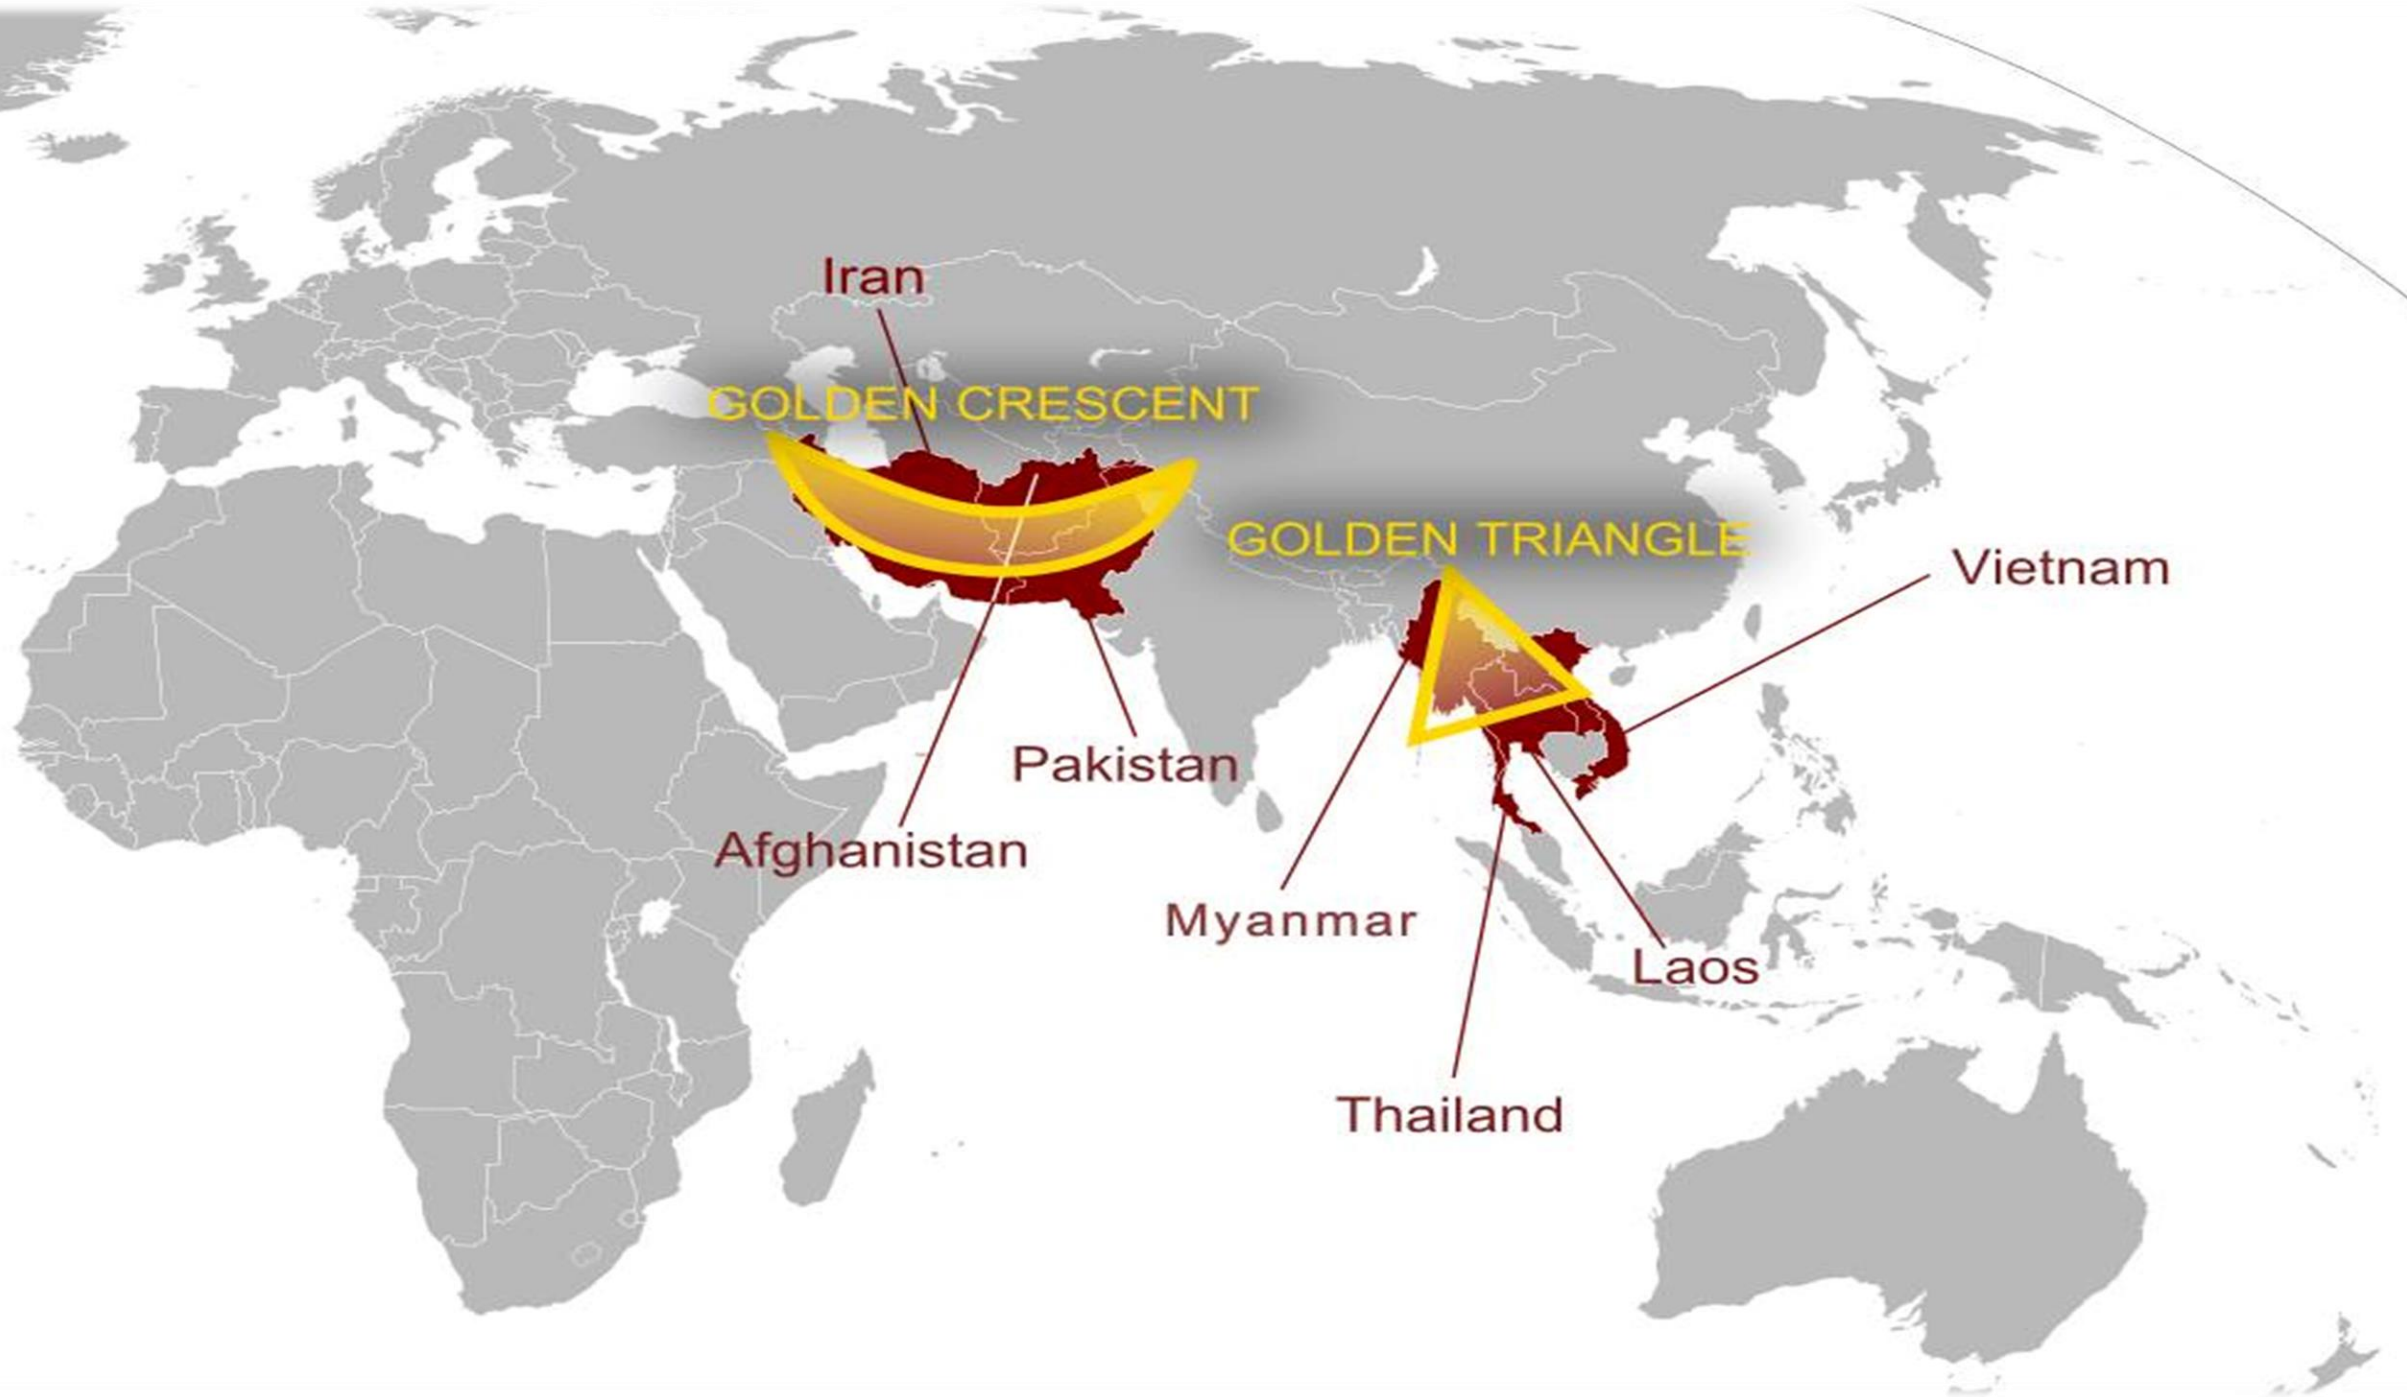 Iran
GOLDEN CRESCENT
GOLDEN TRIANGLE
Vietnam
Pakistan
Afghanistan
Myanmar
Laos
Thailand